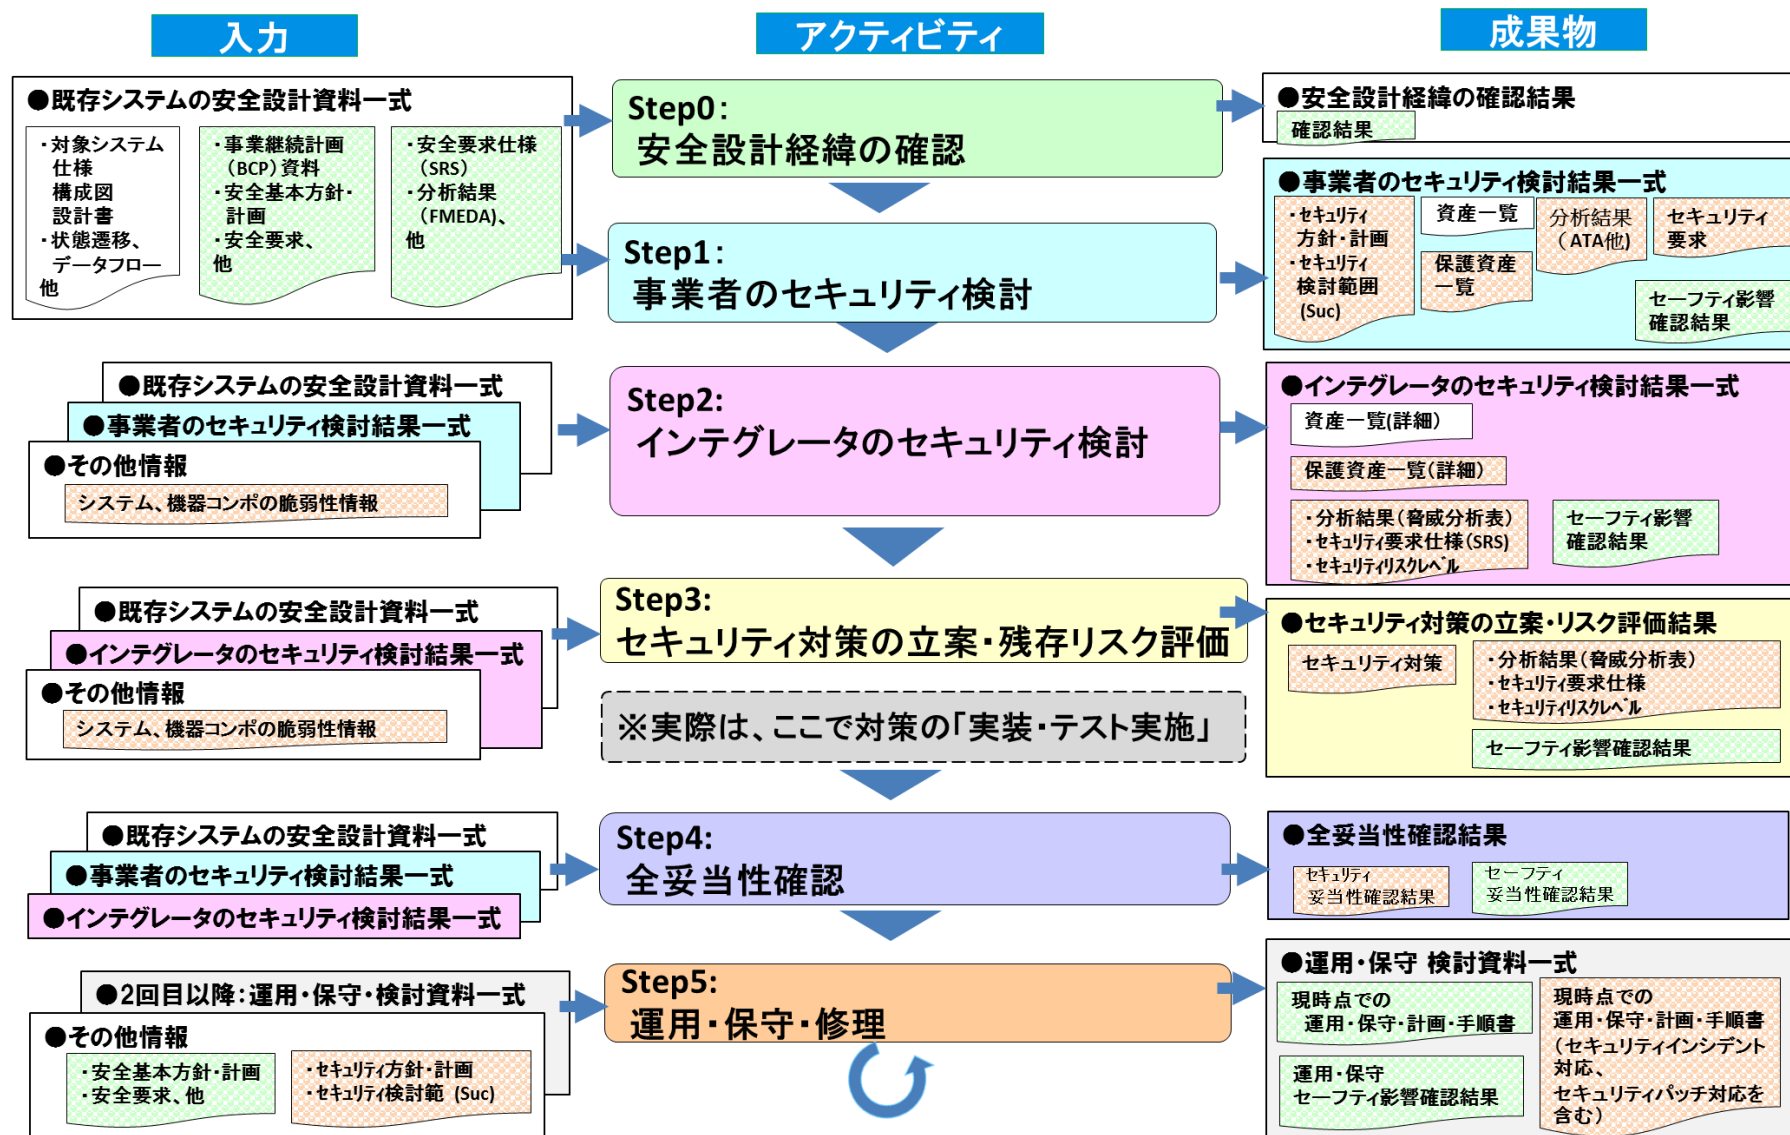 入力
アクティビティ
成果物
●既存システムの安全設計資料一式
・対象システム
仕様
構成図
設計書
・状態遷移、
データフロー
他
・事業継続計画
（BCP）資料
・安全基本方針・
計画
・安全要求、
他
・安全要求仕様
（SRS）
・分析結果
（FMEDA)、
他
Step0：
安全設計経緯の確認
●安全設計経緯の確認結果
確認結果
Step1：
事業者のセキュリティ検討
●事業者のセキュリティ検討結果一式
・セキュリティ
方針・計画
・セキュリティ
検討範囲
(Suc)
資産一覧
保護資産
一覧
分析結果
（ATA他)
セキュリティ
要求
セーフティ影響
確認結果
●既存システムの安全設計資料一式
●事業者のセキュリティ検討結果一式
●その他情報
システム、機器コンポの脆弱性情報
Step2:
インテグレータのセキュリティ検討
●インテグレータのセキュリティ検討結果一式
資産一覧(詳細）
保護資産一覧（詳細）
・分析結果（脅威分析表）
・セキュリティ要求仕様（SRS)
・セキュリティリスクレベル
セーフティ影響
確認結果
●既存システムの安全設計資料一式
●インテグレータのセキュリティ検討結果一式
●その他情報
システム、機器コンポの脆弱性情報
Step3:
セキュリティ対策の立案・残存リスク評価
※実際は、ここで対策の「実装・テスト実施」
●セキュリティ対策の立案・リスク評価結果
セキュリティ対策
・分析結果（脅威分析表）
・セキュリティ要求仕様
・セキュリティリスクレベル
セーフティ影響確認結果
●既存システムの安全設計資料一式
●事業者のセキュリティ検討結果一式
●インテグレータのセキュリティ検討結果一式
Step4:
全妥当性確認
●全妥当性確認結果
セキュリティ
妥当性確認結果
セーフティ
妥当性確認結果
●2回目以降：運用・保守・検討資料一式
●その他情報
・安全基本方針・計画
・安全要求、他
・セキュリティ方針・計画
・セキュリティ検討範 (Suc)
Step5:
運用・保守・修理
●運用・保守 検討資料一式
現時点での
運用・保守・計画・手順書
運用・保守
セーフティ影響確認結果
現時点での
運用・保守・計画・手順書
（セキュリティインシデント
対応、
セキュリティパッチ対応を
含む）